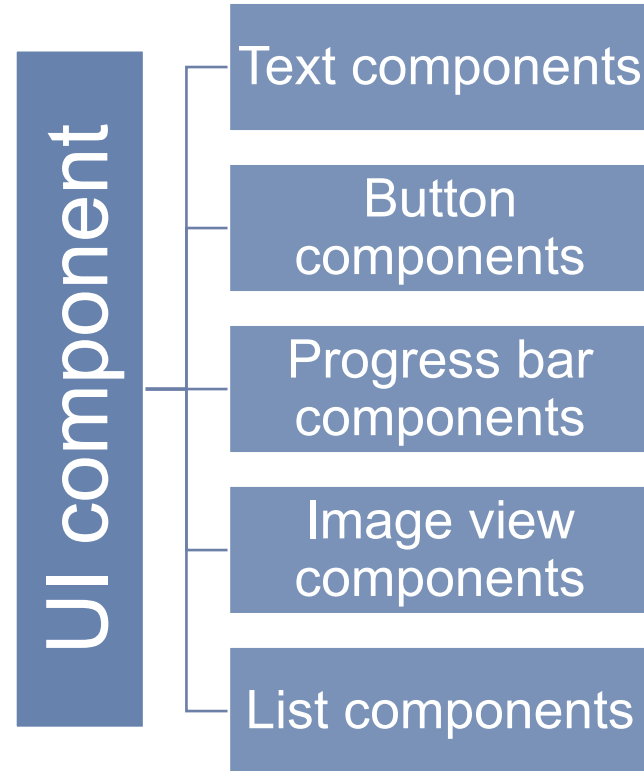 UI component
Text components
Button
components
Progress bar
components
Image view
components
List components